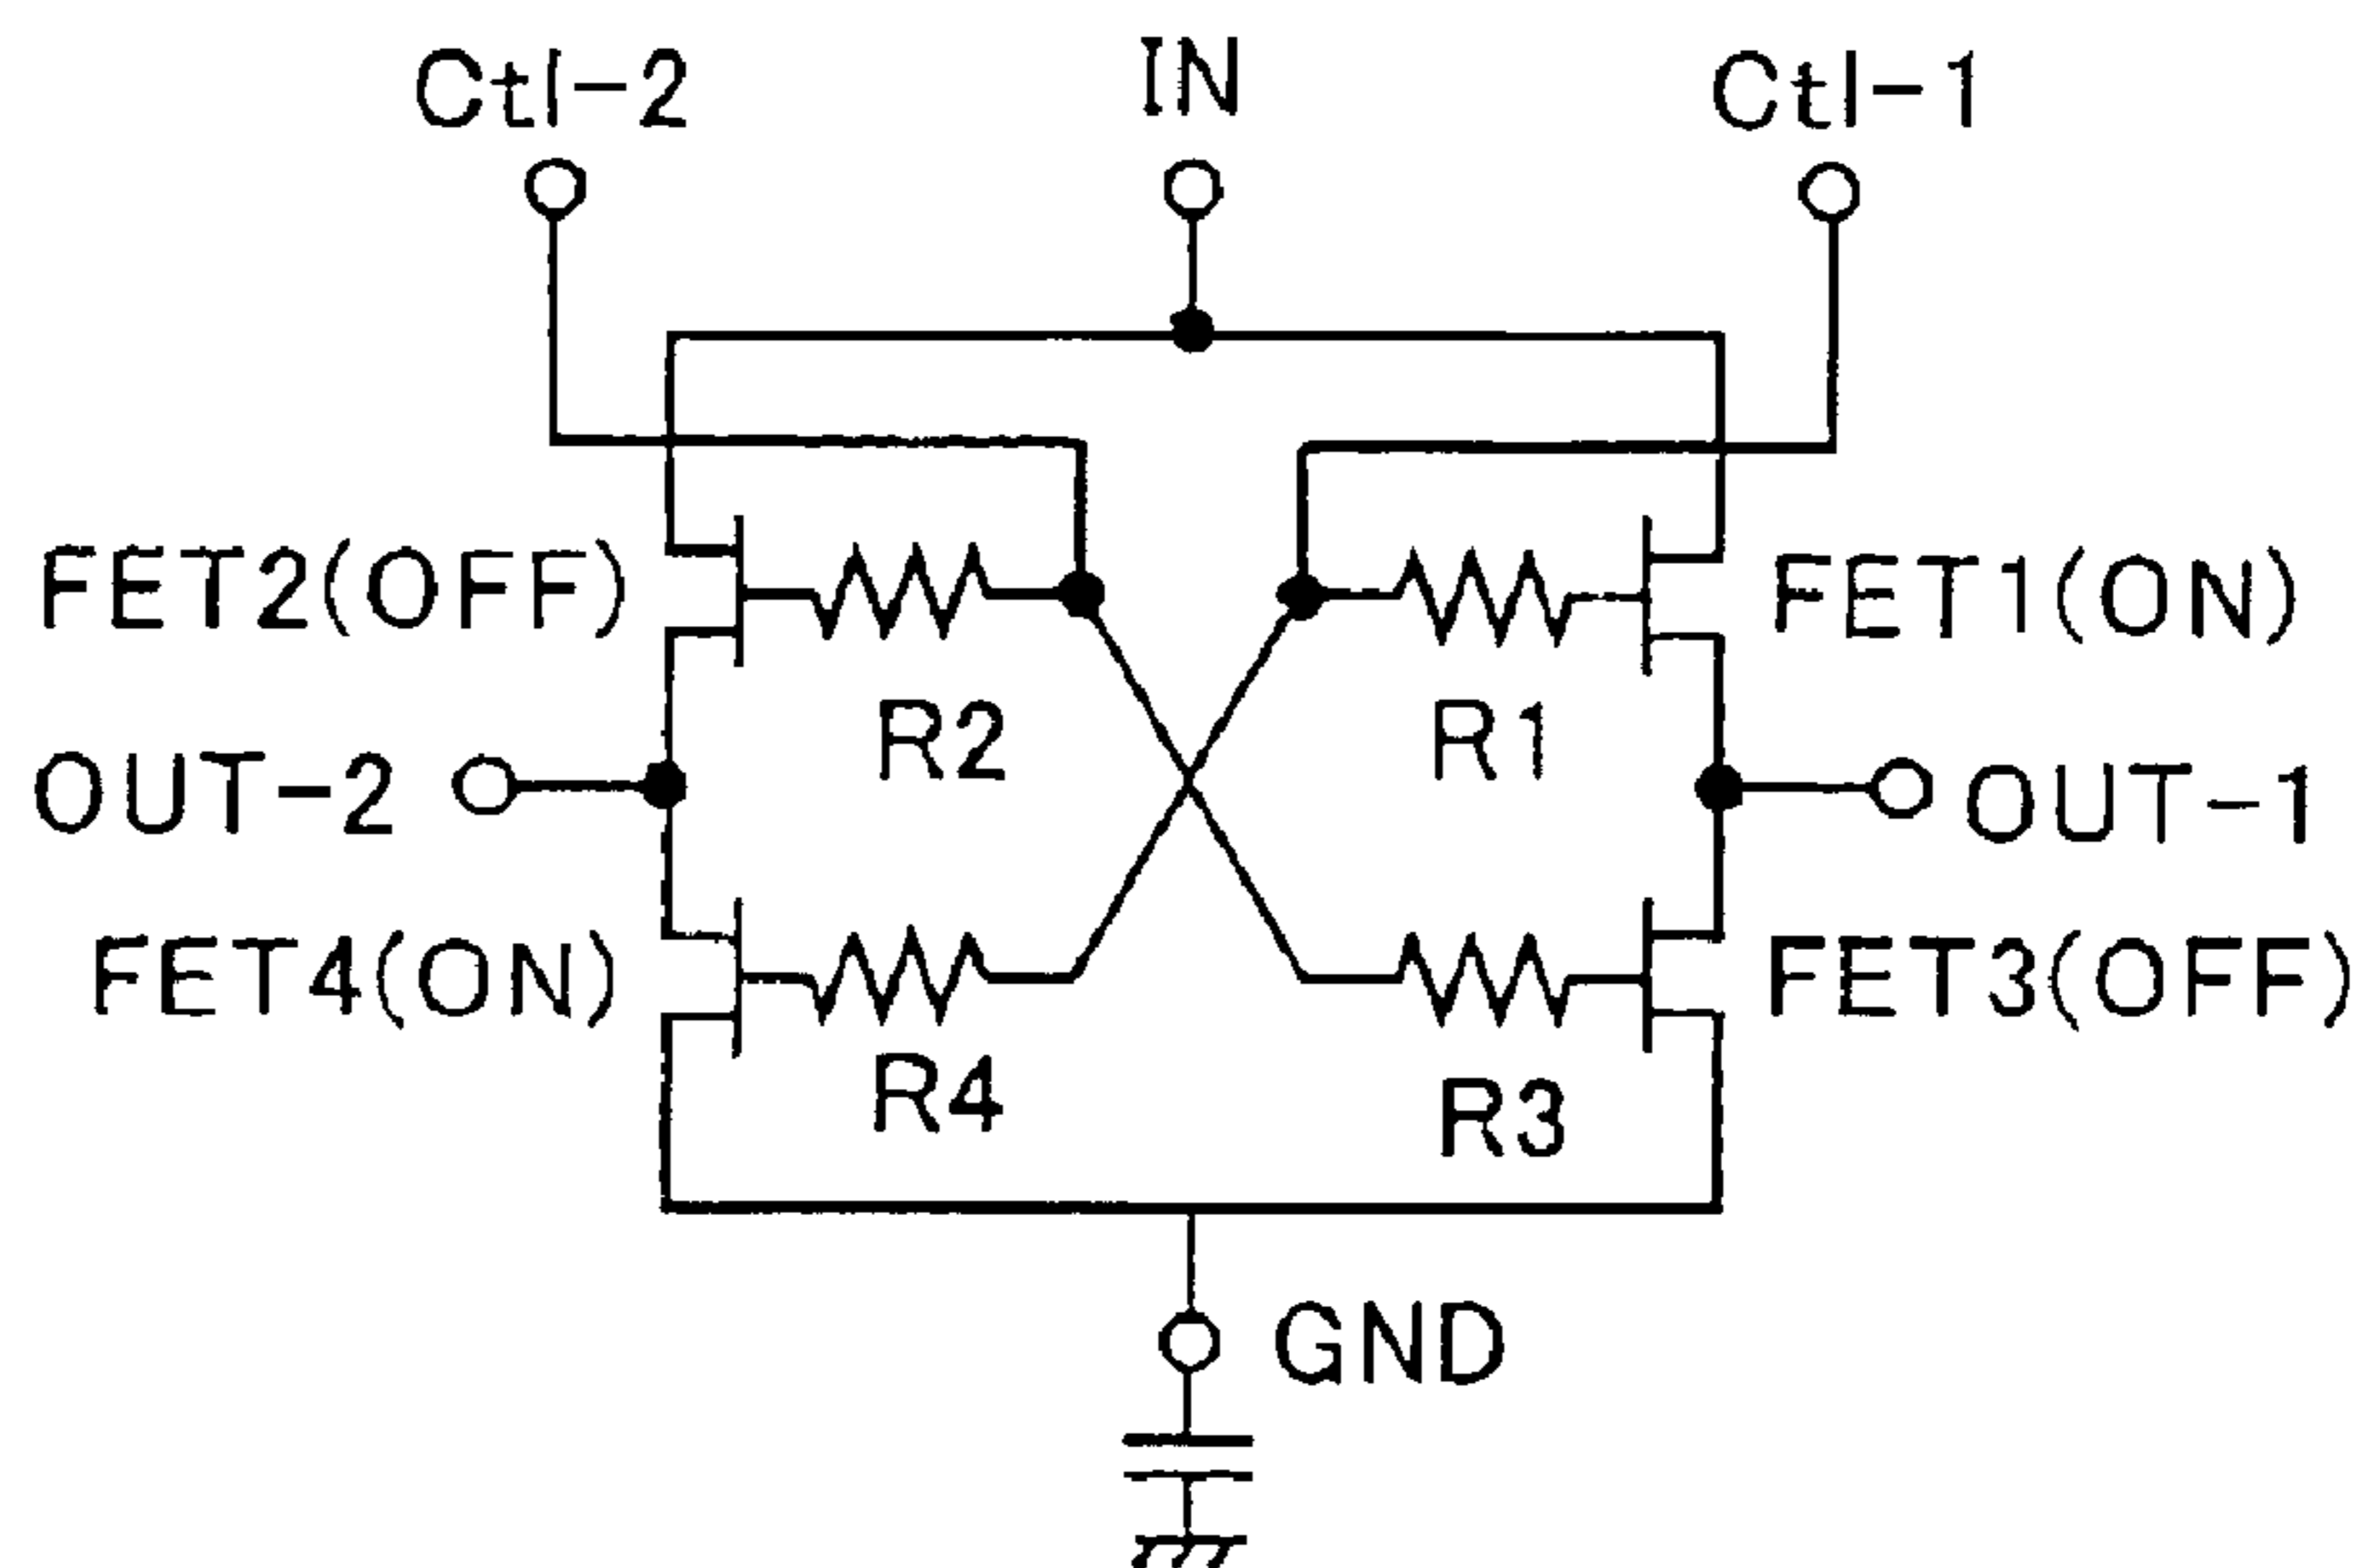 Ctl-2
IN
Ctl-1
FET2(OFF)
FET1(ON)
R2
R1
OUT-2
OUT-1
FET4(ON)
FET3(OFF)
R4
R3
GND